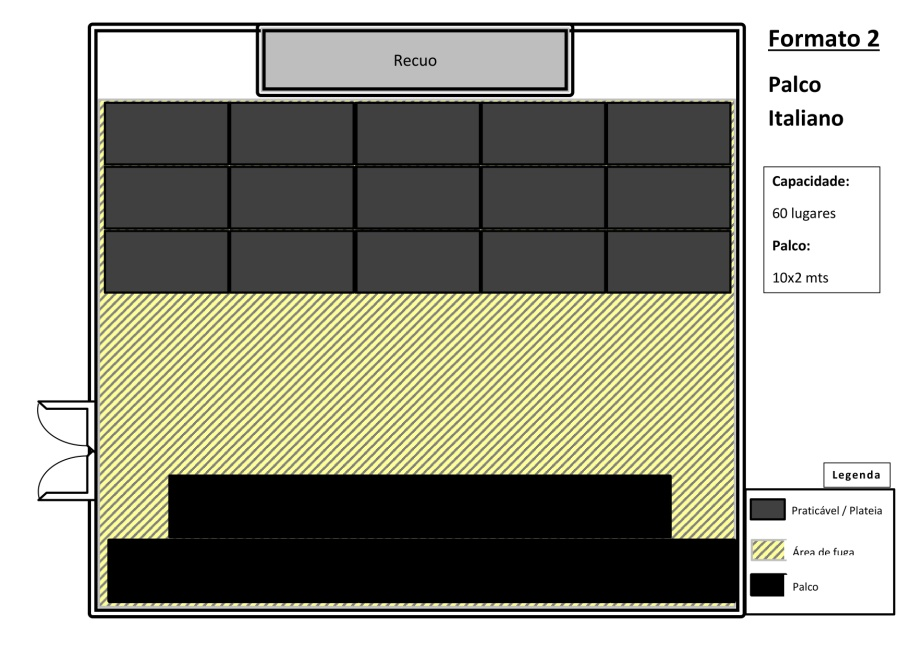 Formato 2
Palco
Italiano
Recuo
Capacidade:
60 lugares
Palco:
10x2 mts
Legenda
Praticável / Plateia
Área de fuga
Palco